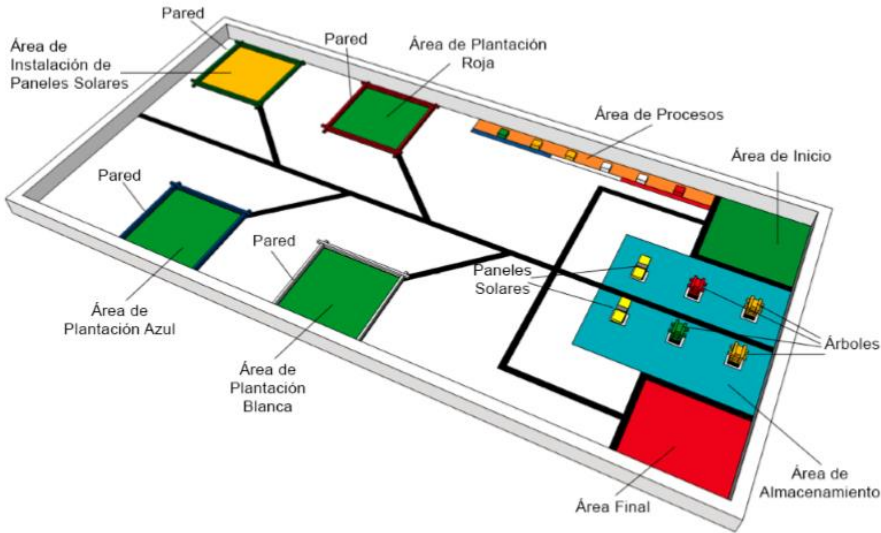 Pared
Área de
Instalación de
Paneles Solares
Pared
Área de Plantación
Roja
Área de Procesos
Área de Inicio
Pared
Pared
Paneles
Solares
Árboles
Área de
Plantación Azul
Área de
Plantación
Blanca
Área de
Almacenamiento
Área Final